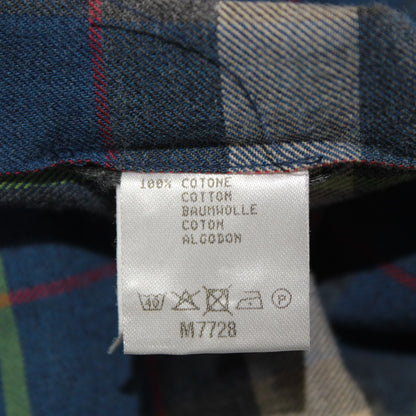 100% COTONE
COTTON
BAUMWOLLE
COTON
ALGODON
40 P
M7728